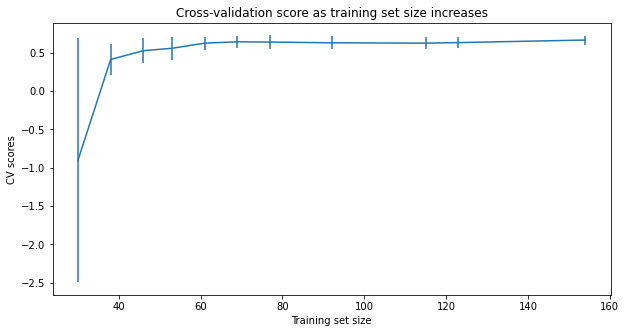 Cross-validation score as training set size increases
CV scores
0.5
0.0
−0.5
−1.0
−1.5
−2.0
−2.5
40 60 80 100 120 140 160
Training set size